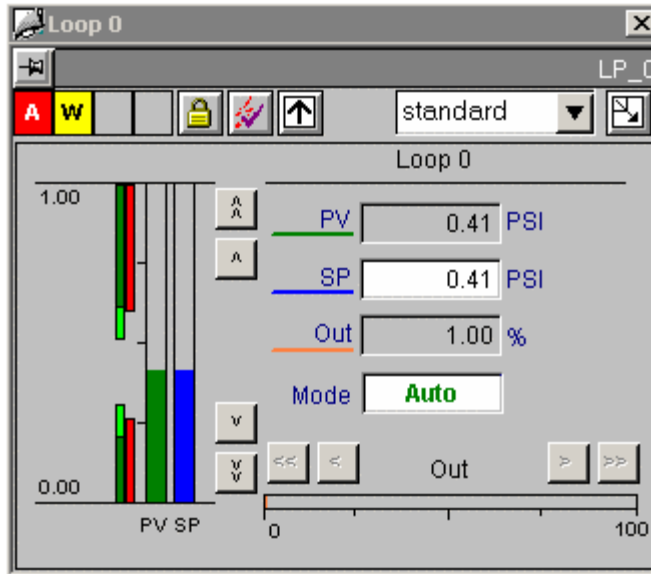 Loop 0
LP_0
A W standard
Loop 0
1.00
PV 0.41 PSI
SP 0.41 PSI
Out 1.00 %
Mode Auto
0.00
<< < Out > >>
PV SP
0 100